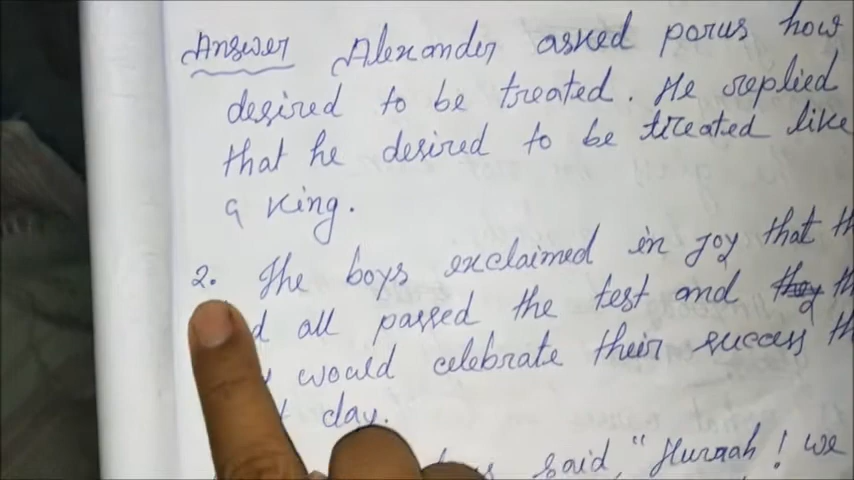 Answer Alexander asked porus how
desired to be treated. He replied
that he desired to be treated like
a King.
2. The boys exclaimed in joy that
all passed the test and they
would celebrate their success
day.
said, "Hurrah! we